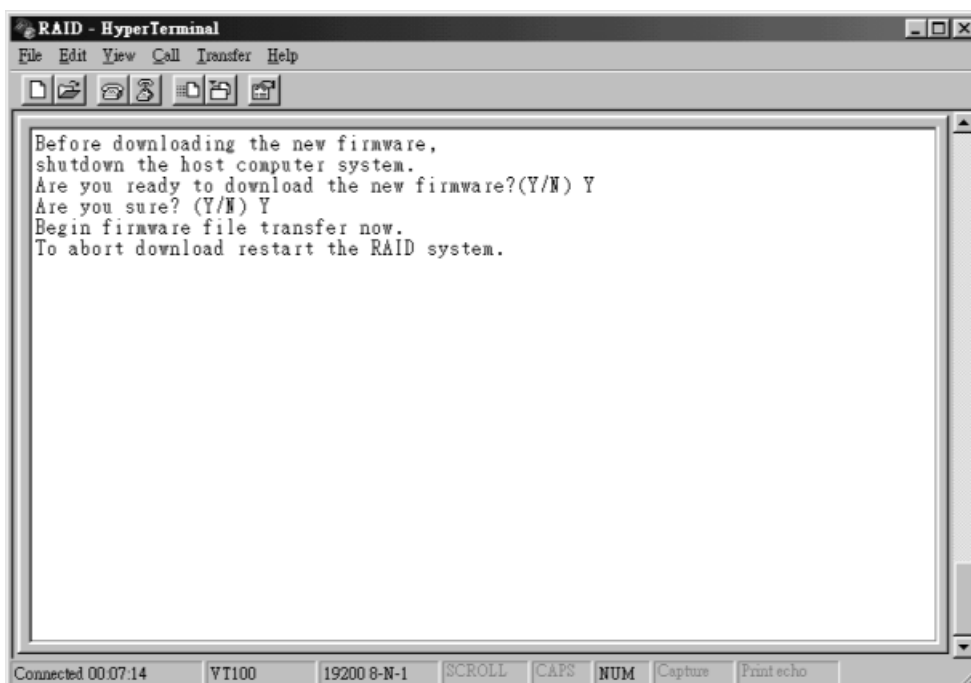 RAID - HyperTerminal
File Edit View Call Transfer Help
Before downloading the new firmware,
shutdown the host computer system.
Are you ready to download the new firmware?(Y/N) Y
Are you sure? (Y/N) Y
Begin firmware file transfer now.
To abort download restart the RAID system.
Connected 00:07:14 VT100 19200 8-N-1 SCROLL CAPS NUM Capture Print echo